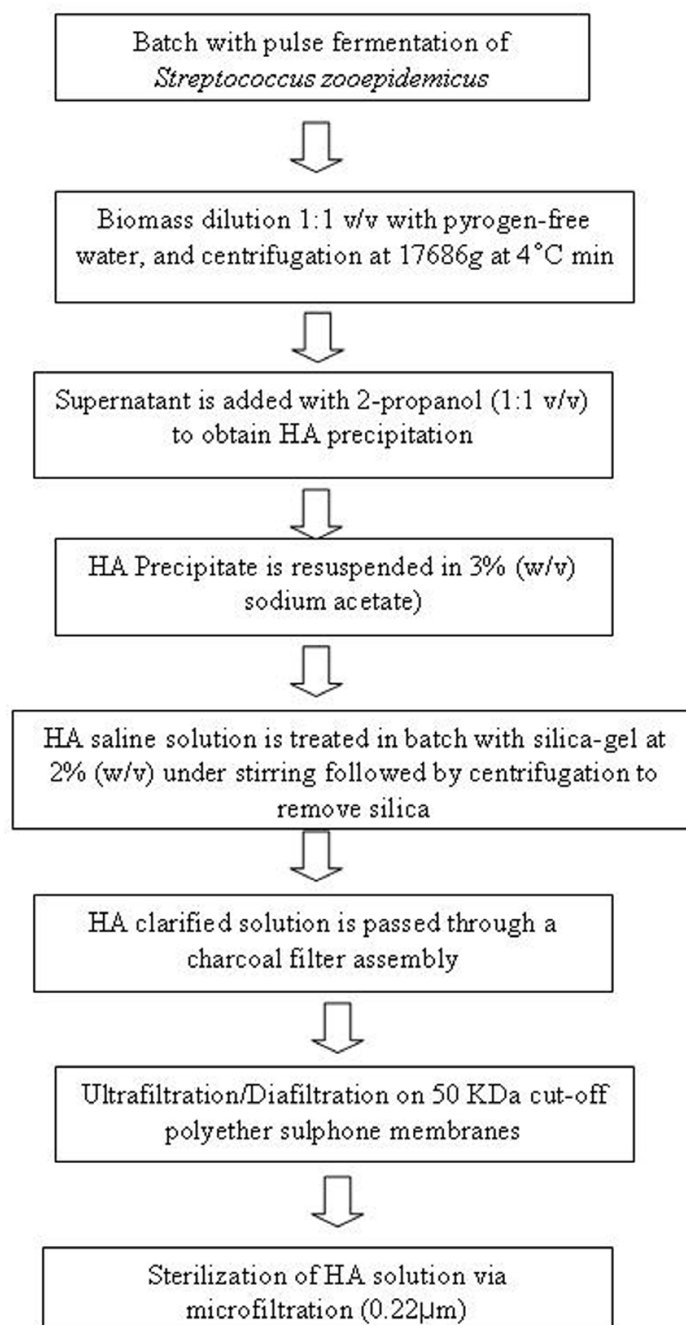 Batch with pulse fermentation of
Streptococcus zooepidemicus
Biomass dilution 1:1 v/v with pyrogen-free
water, and centrifugation at 17686g at 4˚C min
Supernatant is added with 2-propanol (1:1 v/v)
to obtain HA precipitation
HA Precipitate is resuspended in 3% (w/v)
sodium acetate)
HA saline solution is treated in batch with silica-gel at
2% (w/v) under stirring followed by centrifugation to
remove silica
HA clarified solution is passed through a
charcoal filter assembly
Ultrafiltration/Diafiltration on 50 KDa cut-off
polyether sulphone membranes
Sterilization of HA solution via
microfiltration (0.22μm)